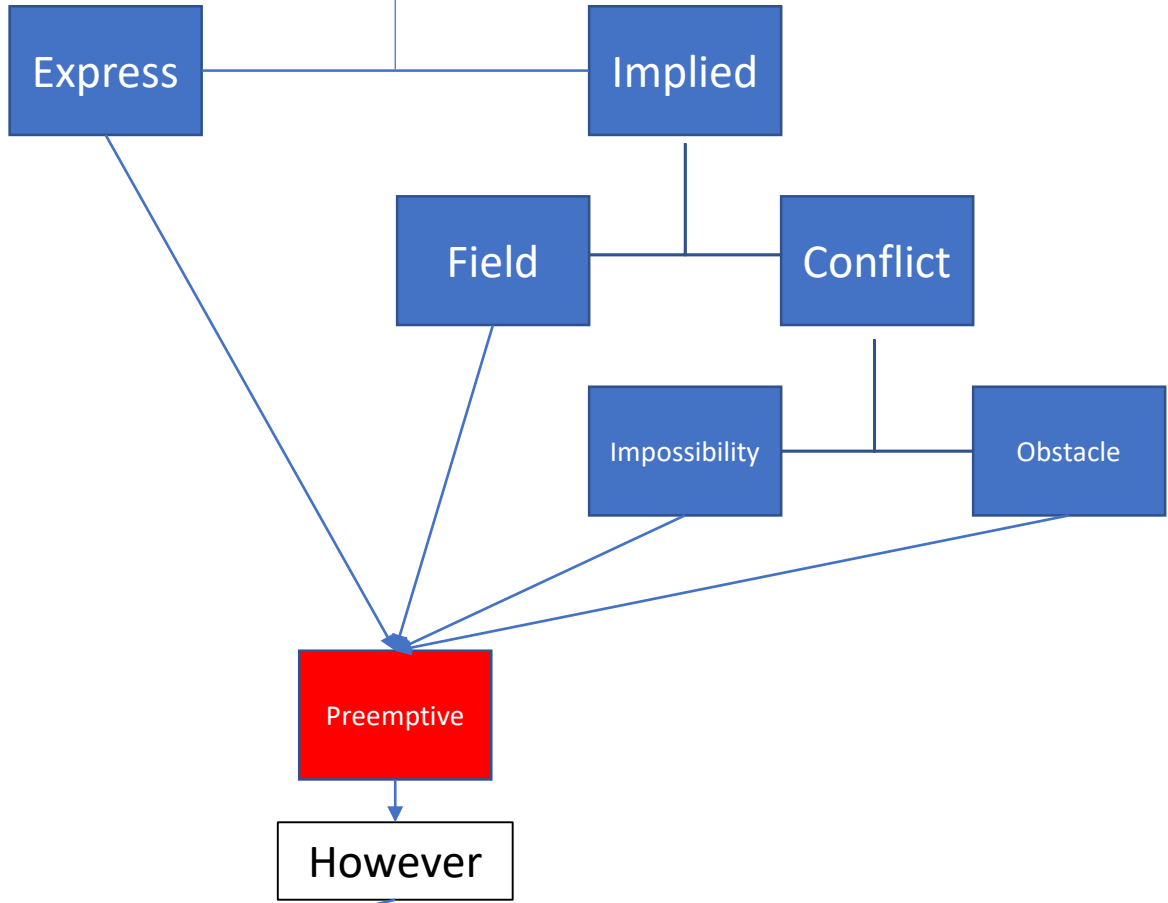 Express
Implied
Field
Conflict
Impossibility
Obstacle
Preemptive
However